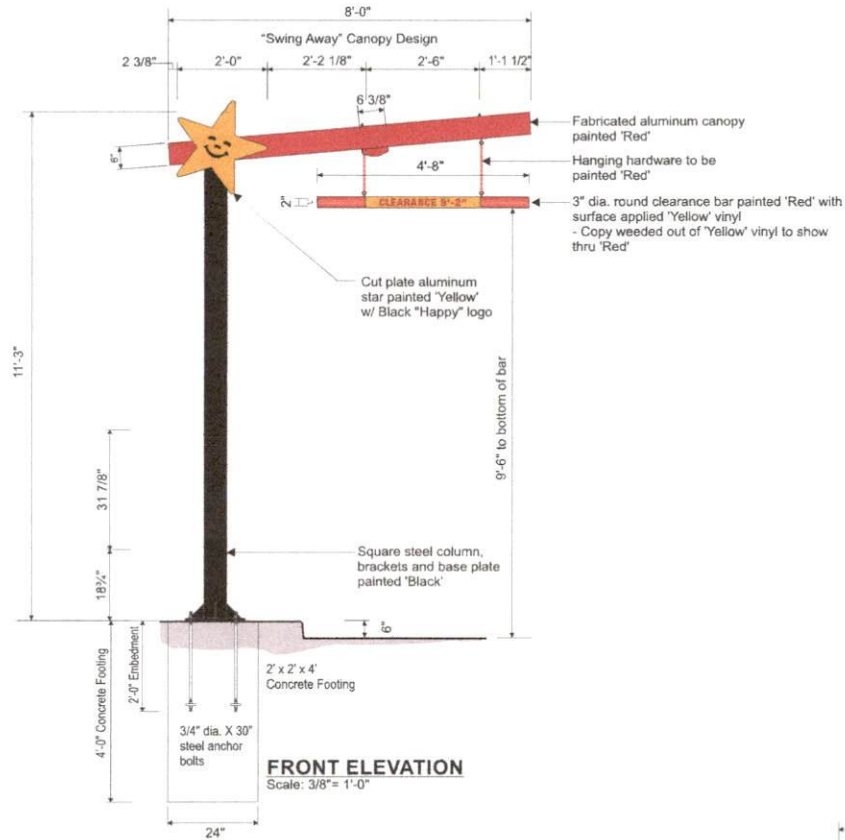 8'-0"
"Swing Away" Canopy Design
2 3/8"
2'-0"
2'-2 1/8"
2'-6"
1'-1 1/2"
6 3/8"
Fabricated aluminum canopy
painted 'Red'
6"
Hanging hardware to be
painted 'Red'
4'-8"
2"
CLEARANCE 9'-2"
3" dia. round clearance bar painted 'Red' with
surface applied 'Yellow' vinyl
- Copy weeded out of 'Yellow' vinyl to show
thru 'Red'
Cut plate aluminum
star painted 'Yellow'
w/ Black "Happy" logo
11'-3"
9'-6" to bottom of bar
31 7/8"
18¾"
Square steel column,
brackets and base plate
painted 'Black'
6"
4'-0" Concrete Footing
2'-0" Embedment
2' x 2' x 4'
Concrete Footing
3/4" dia. X 30"
steel anchor
bolts
FRONT ELEVATION
Scale: 3/8"= 1'-0"
24"